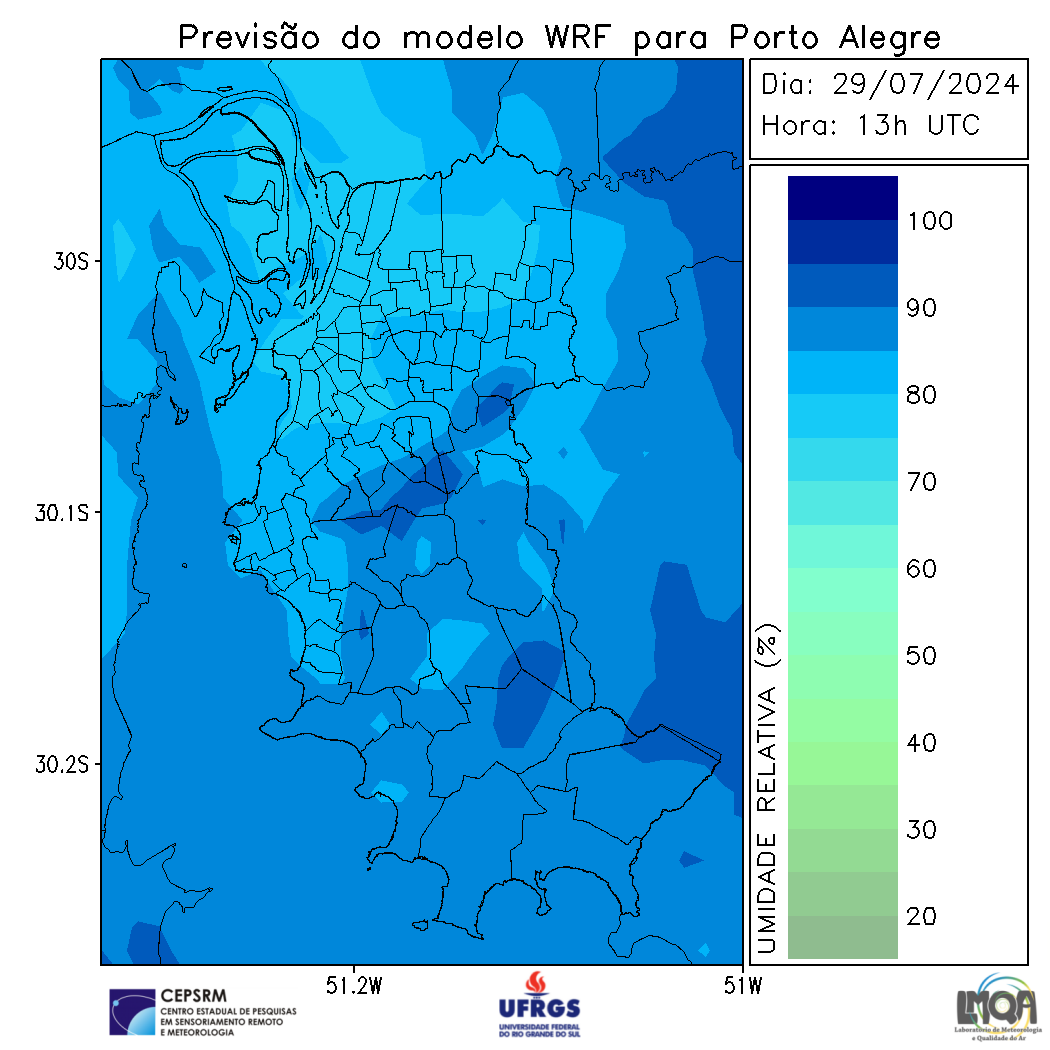 Previsão do modelo WRF para Porto Alegre
Dia: 29/07/2024
Hora: 13h UTC
30S
30.1S
30.2S
51.2W
51W
100
90
80
70
60
50
40
30
20
UMIDADE RELATIVA (%)
CEPSRM
CENTRO ESTADUAL DE PESQUISAS
EM SENSORIAMENTO REMOTO
E METEOROLOGIA
UFRGS
UNIVERSIDADE FEDERAL
DO RIO GRANDE DO SUL
LMQA
Laboratório de Meteorologia
e Qualidade do Ar